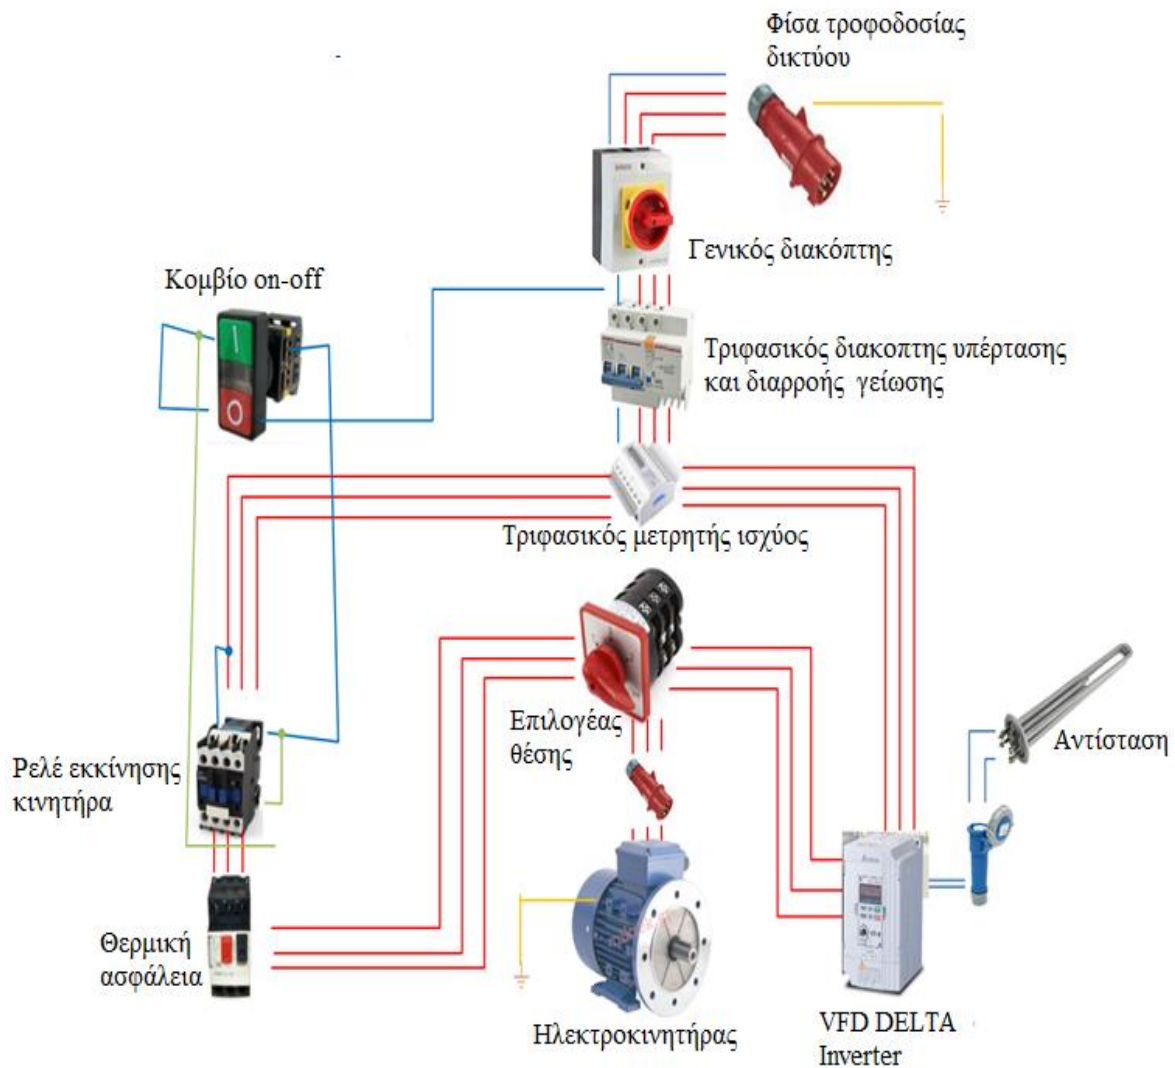 Φίσα τροφοδοσίας
δικτύου
Γενικός διακόπτης
Κομβίο on-off
Τριφασικός διακοπτης υπέρτασης
και διαρροής γείωσης
Τριφασικός μετρητής ισχύος
Επιλογέας
θέσης
Αντίσταση
Ρελέ εκκίνησης
κινητήρα
Θερμική
ασφάλεια
Ηλεκτροκινητήρας
VFD DELTA
Inverter